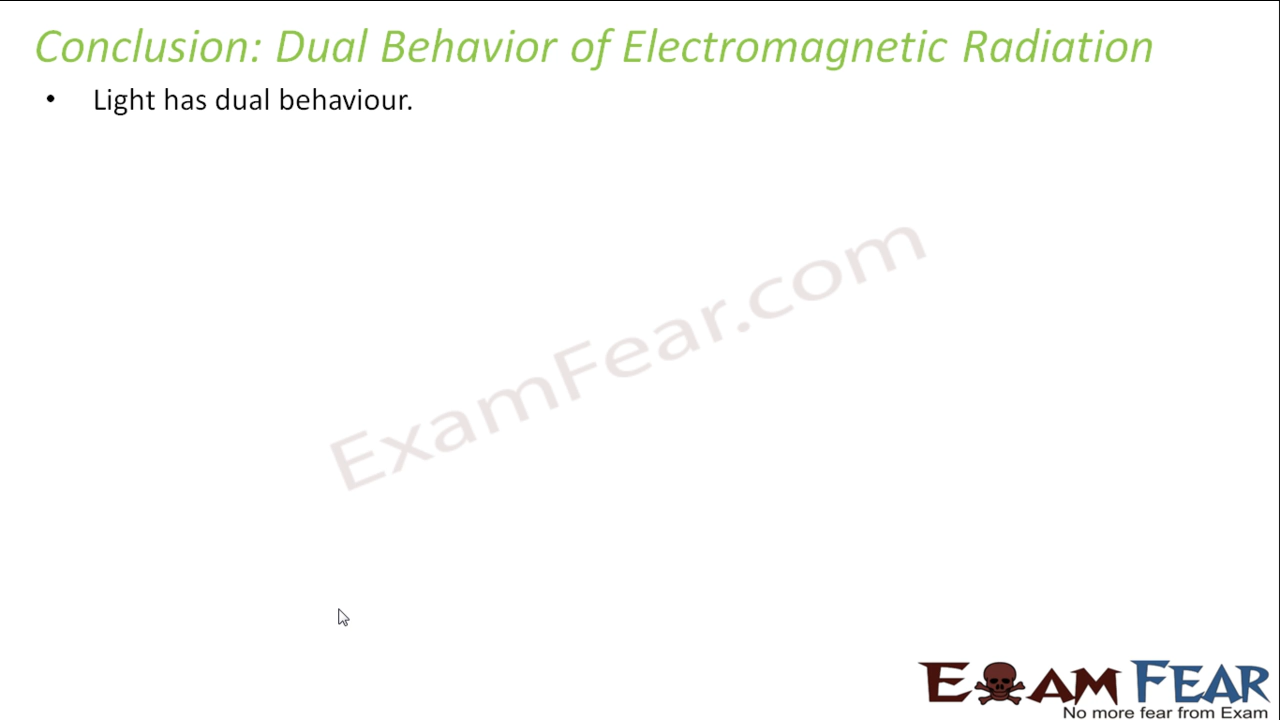 Conclusion: Dual Behavior of Electromagnetic Radiation
• Light has dual behaviour.
ExamFear.com
EXAM FEAR
No more fear from Exam